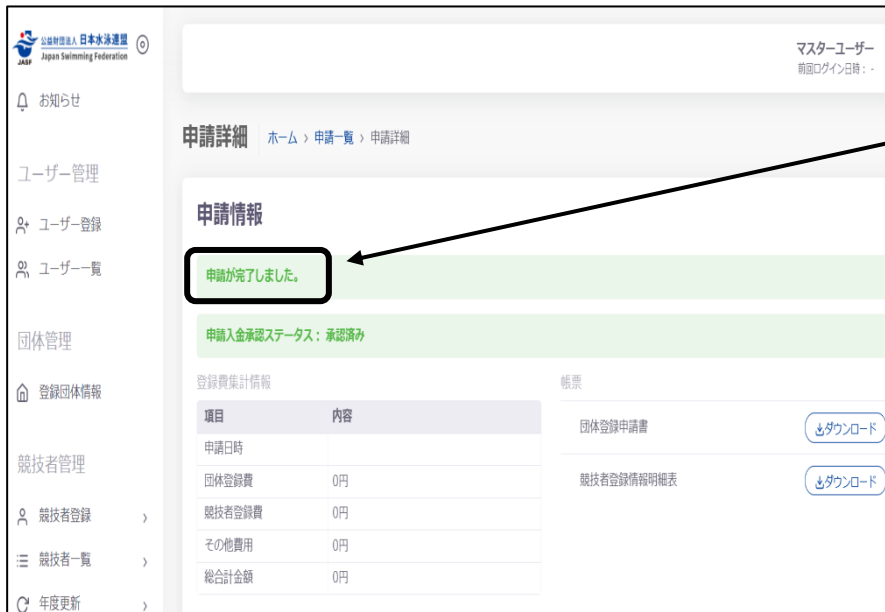 公益財団法人 日本水泳連盟
Japan Swimming Federation
JASF
マスターユーザー
前回ログイン日時： -
お知らせ
申請詳細 ホーム › 申請一覧 › 申請詳細
ユーザー管理
ユーザー登録
ユーザー一覧
団体管理
登録団体情報
競技者管理
競技者登録 ›
競技者一覧 ›
年度更新 ›
申請情報
申請が完了しました。
申請入金承認ステータス： 承認済み
登録費集計情報
項目 内容
申請日時
団体登録費 0円
競技者登録費 0円
その他費用 0円
総合計金額 0円
帳票
団体登録申請書 ダウンロード
競技者登録情報明細表 ダウンロード